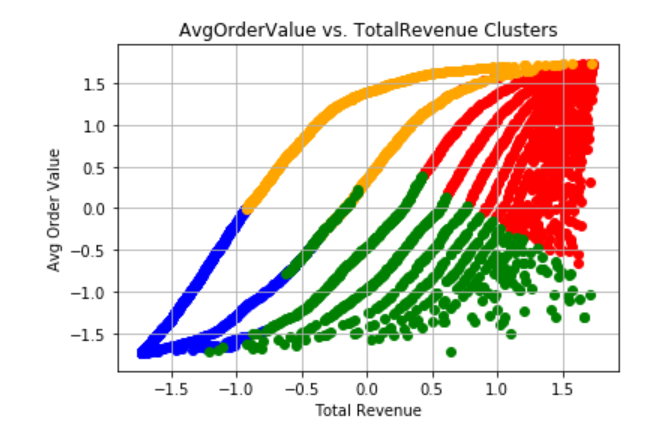 AvgOrderValue vs. TotalRevenue Clusters
1.5
1.0
0.5
0.0
−0.5
−1.0
−1.5
Avg Order Value
−1.5 −1.0 −0.5 0.0 0.5 1.0 1.5
Total Revenue